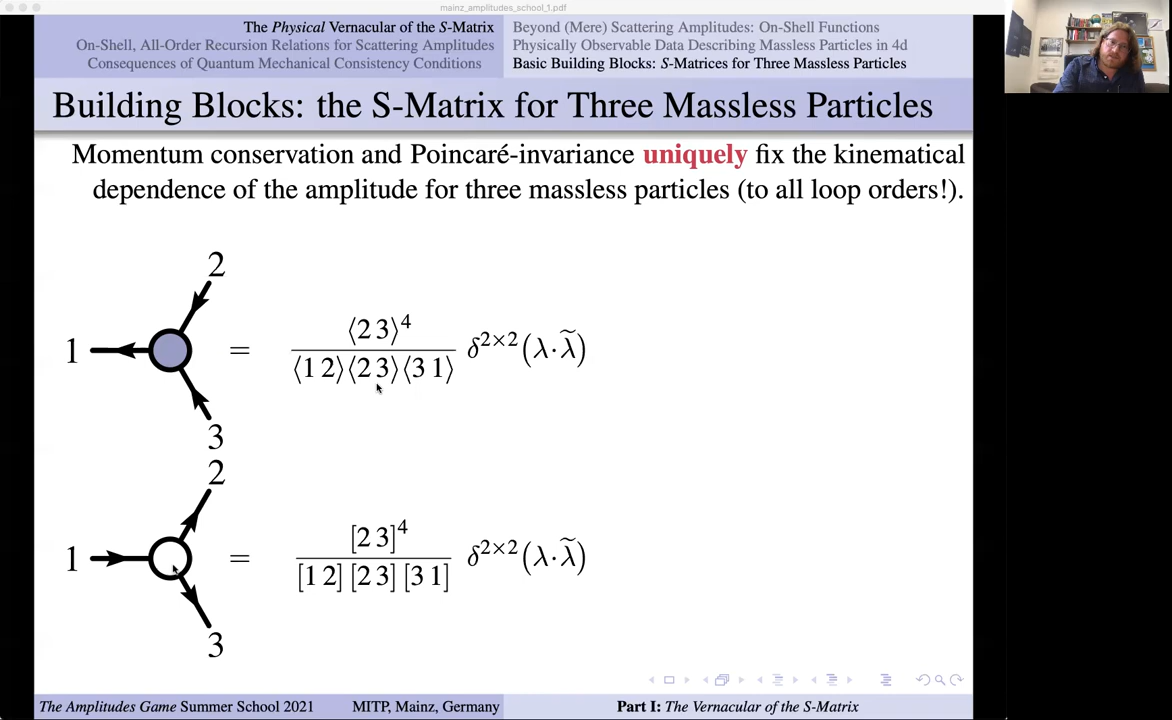 mainz_amplitudes_school_1.pdf
The Physical Vernacular of the S-Matrix
On-Shell, All-Order Recursion Relations for Scattering Amplitudes
Consequences of Quantum Mechanical Consistency Conditions
Beyond (Mere) Scattering Amplitudes: On-Shell Functions
Physically Observable Data Describing Massless Particles in 4d
Basic Building Blocks: S-Matrices for Three Massless Particles
Building Blocks: the S-Matrix for Three Massless Particles
Momentum conservation and Poincaré-invariance uniquely fix the kinematical
dependence of the amplitude for three massless particles (to all loop orders!).
2
1
3
=
⟨2 3⟩⁴
⟨1 2⟩⟨2 3⟩⟨3 1⟩
δ²ˣ²(λ·λ̃)
2
1
3
=
[2 3]⁴
[1 2] [2 3] [3 1]
δ²ˣ²(λ·λ̃)
The Amplitudes Game Summer School 2021 MITP, Mainz, Germany
Part I: The Vernacular of the S-Matrix